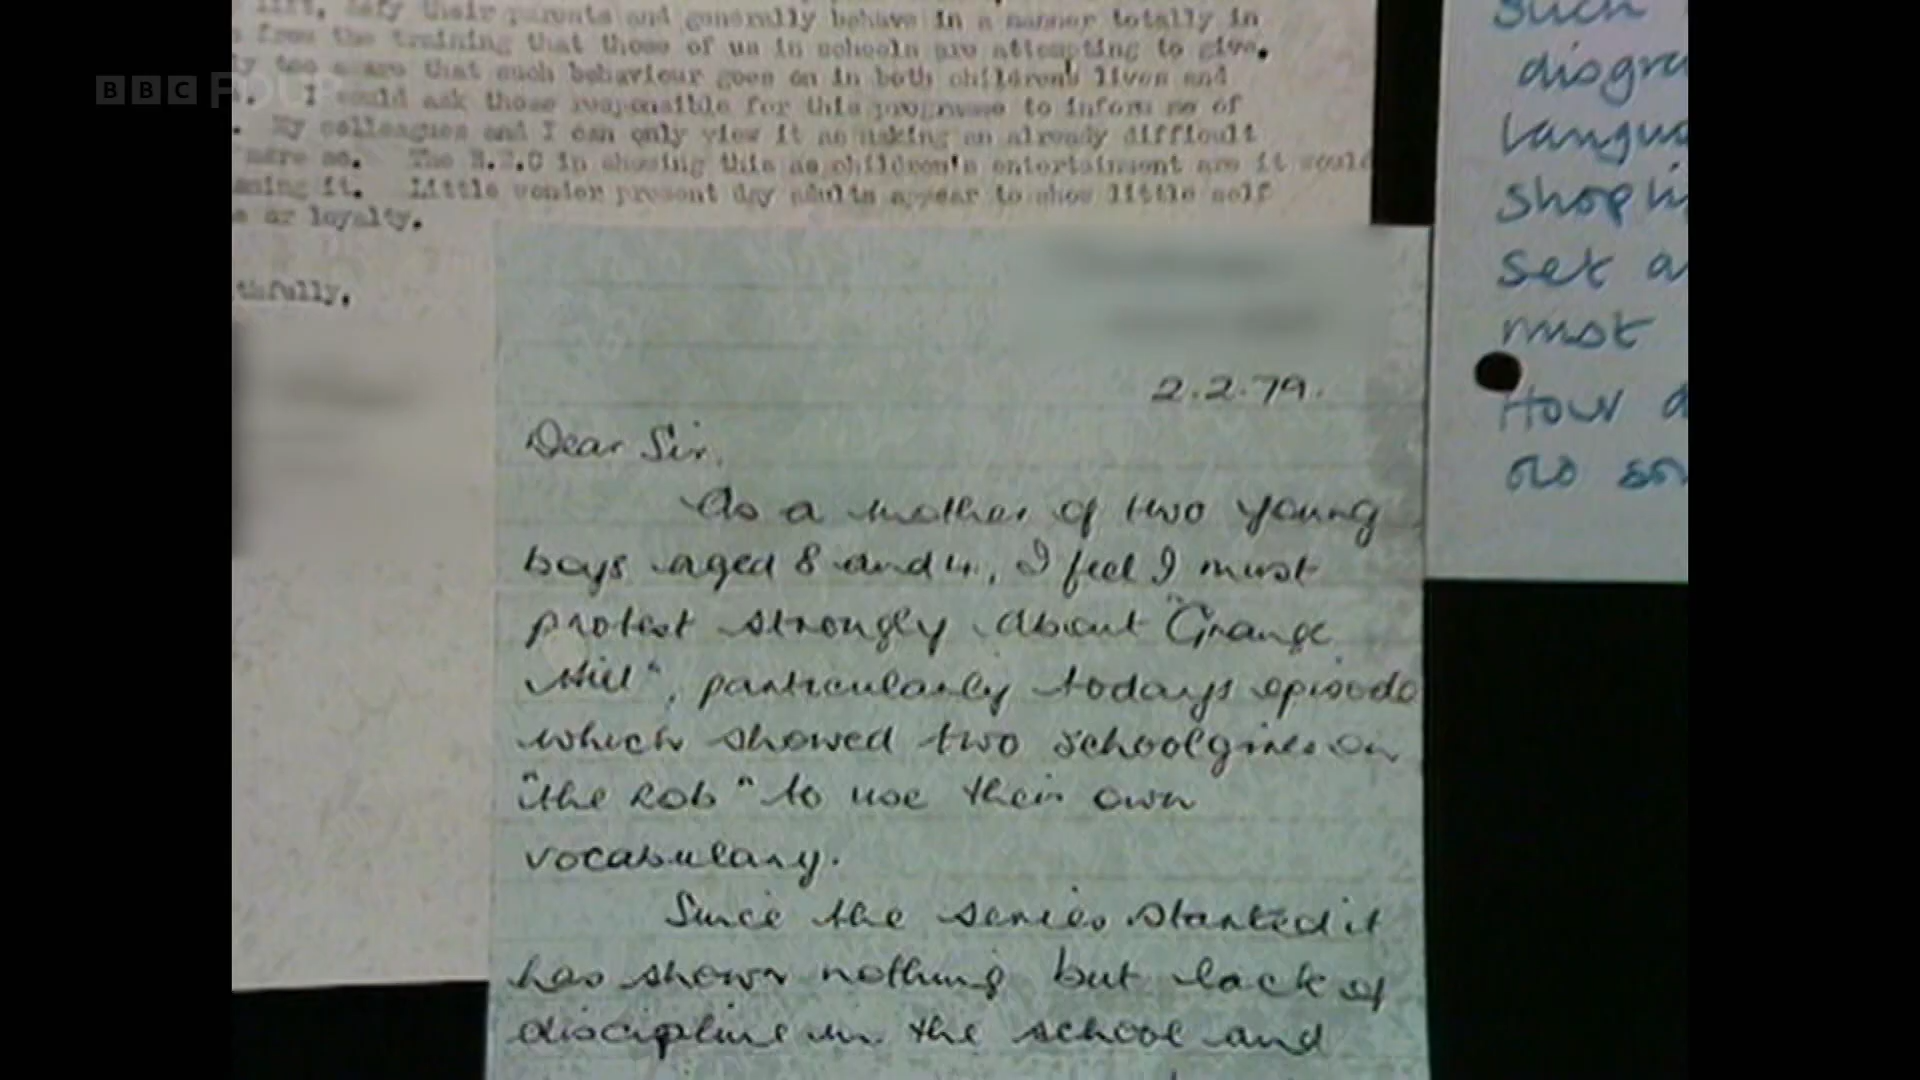 BBC FOUR
lift, defy their parents and generally behave in a manner totally in
from the training that those of us in schools are attempting to give.
too aware that such behaviour goes on in both children's lives and
I would ask those responsible for this programme to inform me of
. My colleagues and I can only view it as making an already difficult
more so. The B.B.C in showing this as children's entertainment are it would
it. Little wonder present day adults appear to show little self
or loyalty.
thfully,
2.2.79.
Dear Sir,
As a mother of two young
boys aged 8 and 4, I feel I must
protest strongly about "Grange
Hill", particularly todays episode
which showed two schoolgirls on
"the rob" to use their own
vocabulary.
Since the series started it
has shown nothing but lack of
discipline in the school and
such
disgra
langua
shopli
set a
must
How d
old son